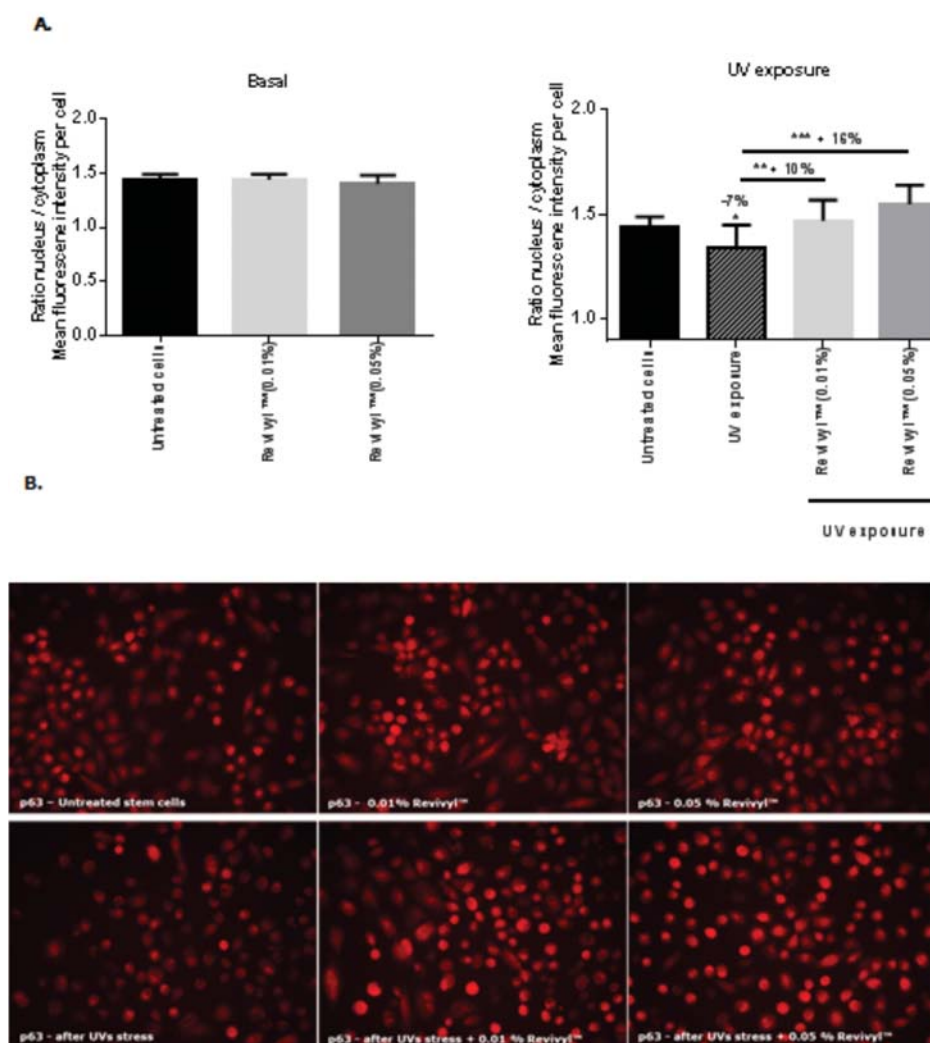 A.
Basal
Ratio nucleus / cytoplasm
Mean fluorescene intensity per cell
2.0
1.5
1.0
0.5
0.0
Untreated cells
Revivyl™(0.01%)
Revivyl™(0.05%)
UV exposure
Ratio nucleus / cytoplasm
Mean fluorescene intensity per cell
2.0
1.5
1.0
*** + 16%
** + 10%
-7%
*
Untreated cells
UV exposure
Revivyl™(0.01%)
Revivyl™(0.05%)
UV exposure
B.
p63 – Untreated stem cells
p63 - 0.01% Revivyl™
p63 - 0.05 % Revivyl™
p63 - after UVs stress
p63 - after UVs stress + 0.01 % Revivyl™
p63 - after UVs stress + 0.05 % Revivyl™